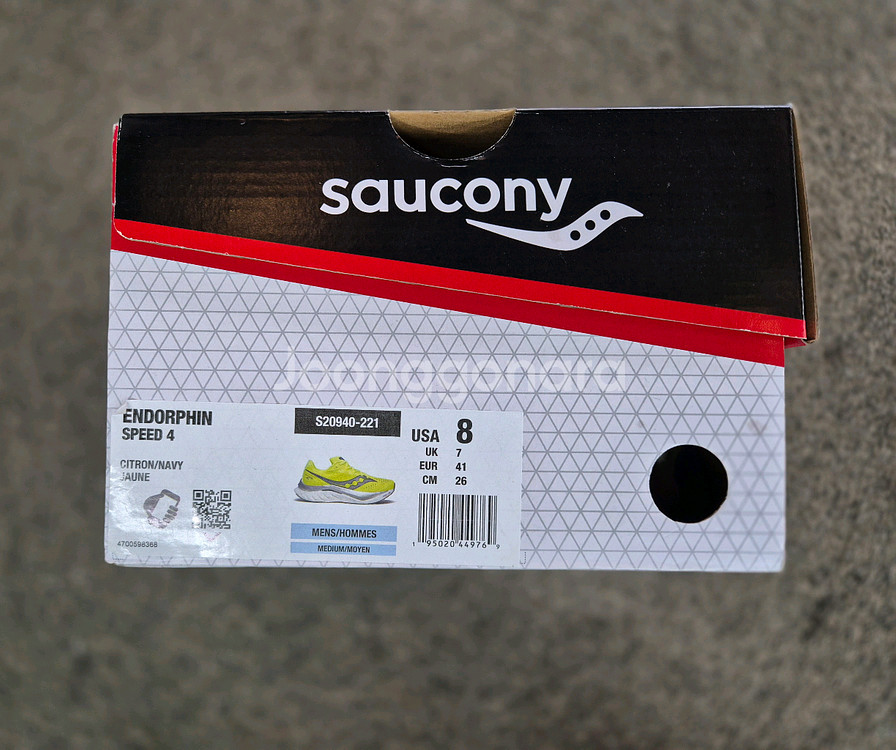 saucony
Joonggonara
ENDORPHIN
SPEED 4
CITRON/NAVY
JAUNE
4700598368
S20940-221
MENS/HOMMES
MEDIUM/MOYEN
USA 8
UK 7
EUR 41
CM 26
1 95020 44976 9